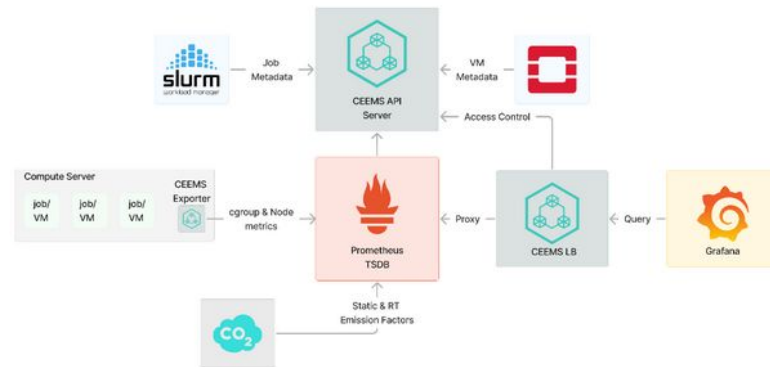 slurm
workload manager
Job
Metadata
CEEMS API
Server
VM
Metadata
Access Control
Compute Server
job/
VM
job/
VM
job/
VM
CEEMS
Exporter
cgroup & Node
metrics
Prometheus
TSDB
Proxy
CEEMS LB
Query
Grafana
Static & RT
Emission Factors
CO2